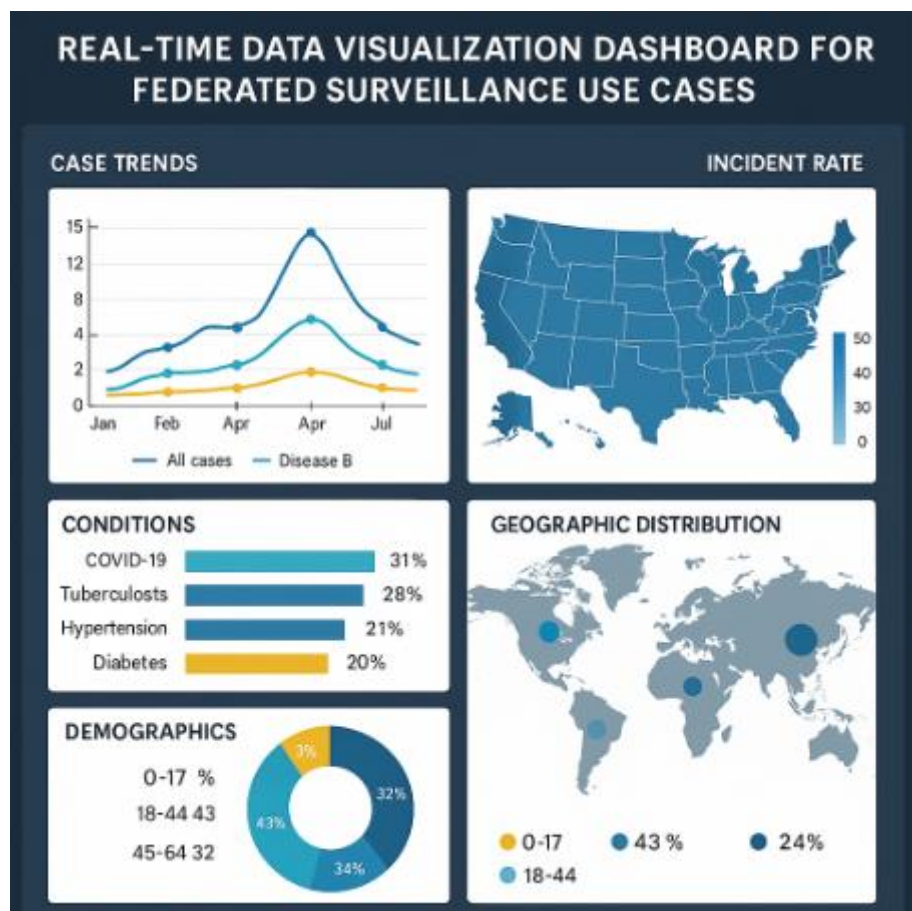 REAL-TIME DATA VISUALIZATION DASHBOARD FOR
FEDERATED SURVEILLANCE USE CASES
CASE TRENDS
15
12
8
4
2
0
Jan Feb Apr Apr Jul
All cases Disease B
INCIDENT RATE
50
40
30
0
CONDITIONS
COVID-19 31%
Tuberculosts 28%
Hypertension 21%
Diabetes 20%
GEOGRAPHIC DISTRIBUTION
0-17 43 % 24%
18-44
DEMOGRAPHICS
0-17 %
18-44 43
45-64 32
3%
32%
43%
34%